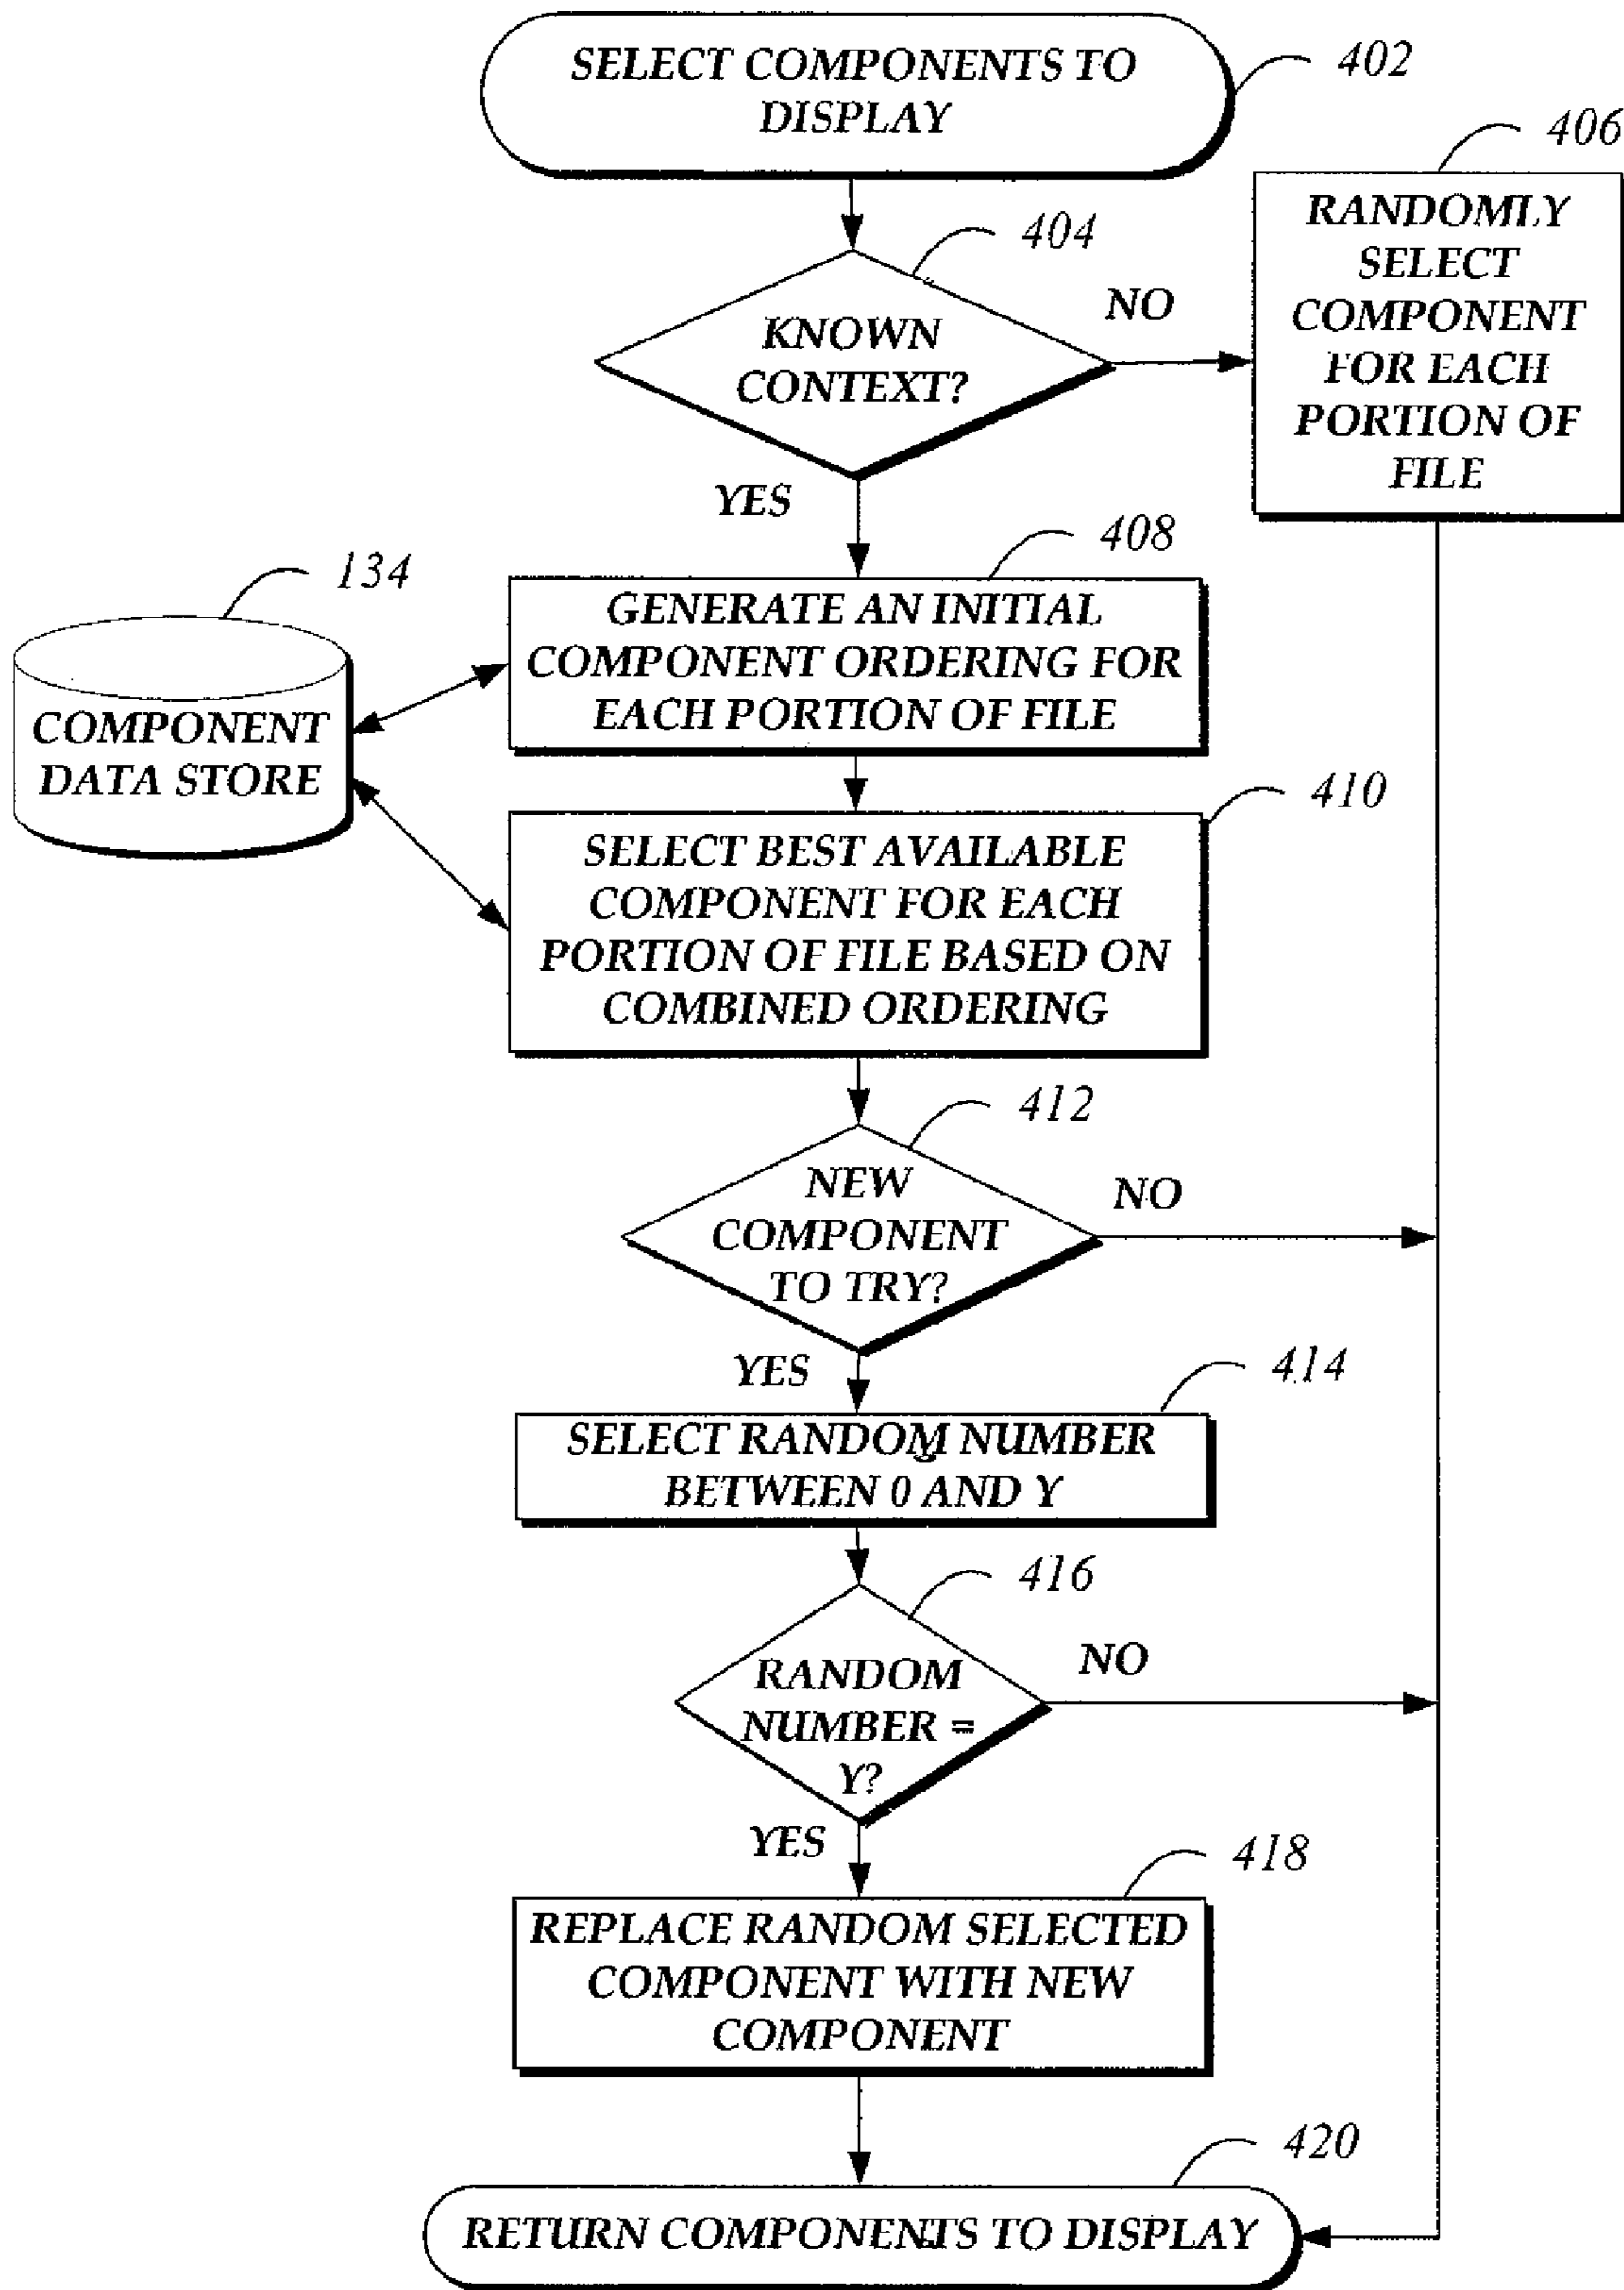 SELECT COMPONENTS TO
DISPLAY
402
406
RANDOMLY
SELECT
COMPONENT
FOR EACH
PORTION OF
FILE
404
KNOWN
CONTEXT?
NO
YES
408
134
GENERATE AN INITIAL
COMPONENT ORDERING FOR
EACH PORTION OF FILE
COMPONENT
DATA STORE
410
SELECT BEST AVAILABLE
COMPONENT FOR EACH
PORTION OF FILE BASED ON
COMBINED ORDERING
412
NEW
COMPONENT
TO TRY?
NO
YES
414
SELECT RANDOM NUMBER
BETWEEN 0 AND Y
416
RANDOM
NUMBER =
Y?
NO
YES
418
REPLACE RANDOM SELECTED
COMPONENT WITH NEW
COMPONENT
420
RETURN COMPONENTS TO DISPLAY